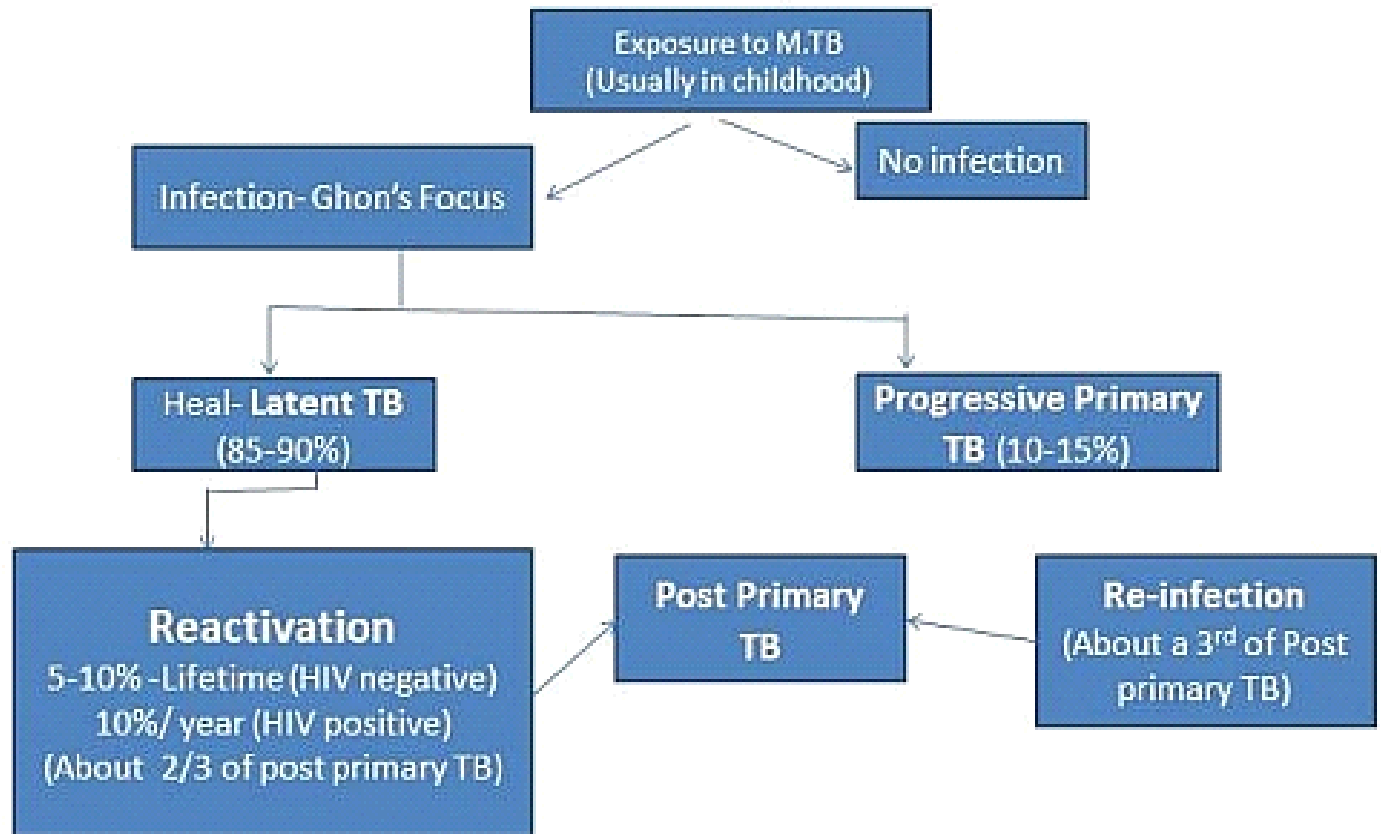 Exposure to M.TB
(Usually in childhood)
No infection
Infection- Ghon's Focus
Heal- Latent TB
(85-90%)
Progressive Primary
TB (10-15%)
Reactivation
5-10% -Lifetime (HIV negative)
10%/ year (HIV positive)
(About 2/3 of post primary TB)
Post Primary
TB
Re-infection
(About a 3rd of Post
primary TB)